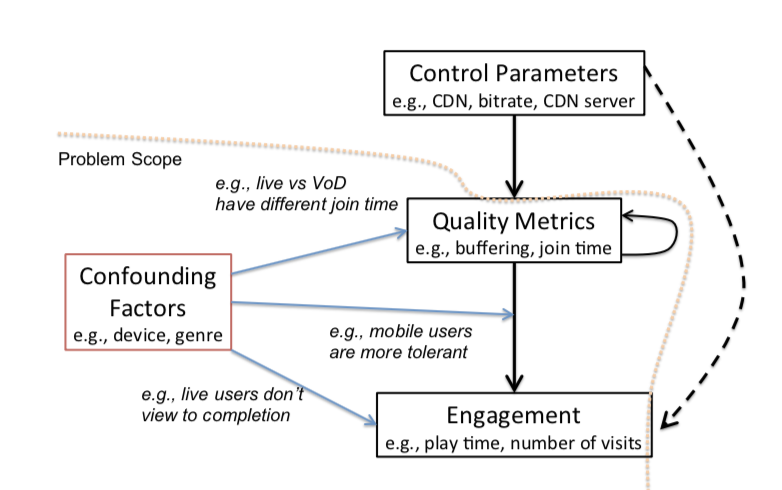 Control Parameters
e.g., CDN, bitrate, CDN server
Problem Scope
e.g., live vs VoD
have different join time
Quality Metrics
e.g., buffering, join time
Confounding
Factors
e.g., device, genre
e.g., mobile users
are more tolerant
e.g., live users don't
view to completion
Engagement
e.g., play time, number of visits